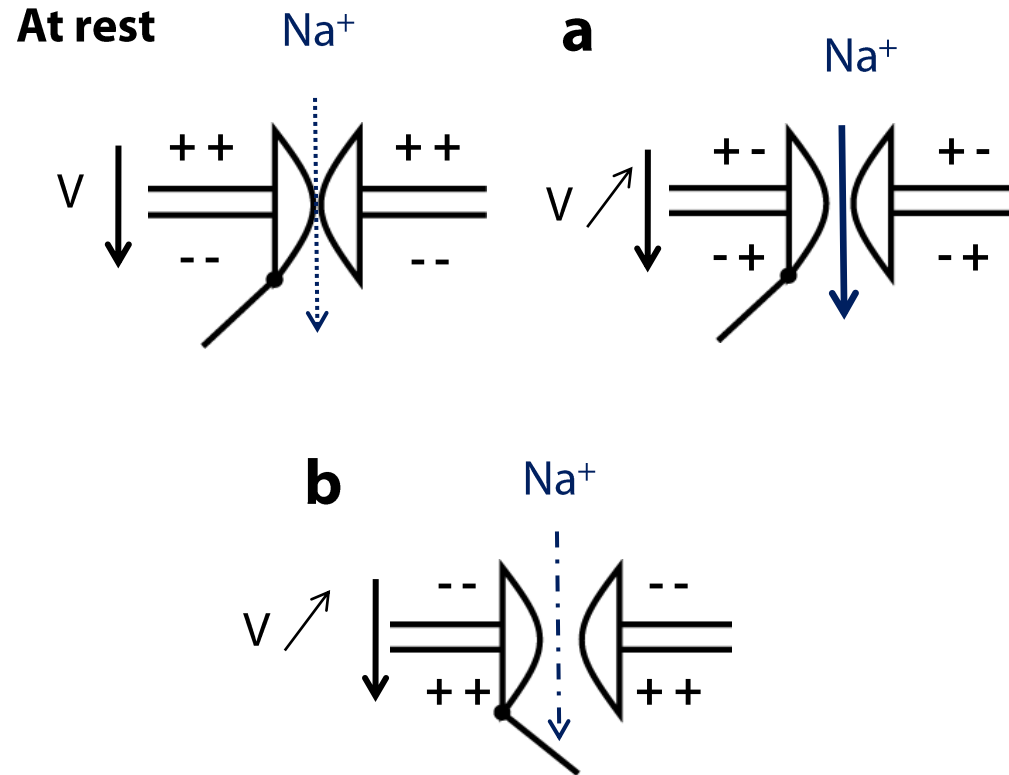 At rest
Na+
a
Na+
+ +
+ +
V
- -
- -
+ -
+ -
V
- +
- +
b
Na+
- -
- -
V
+ +
+ +